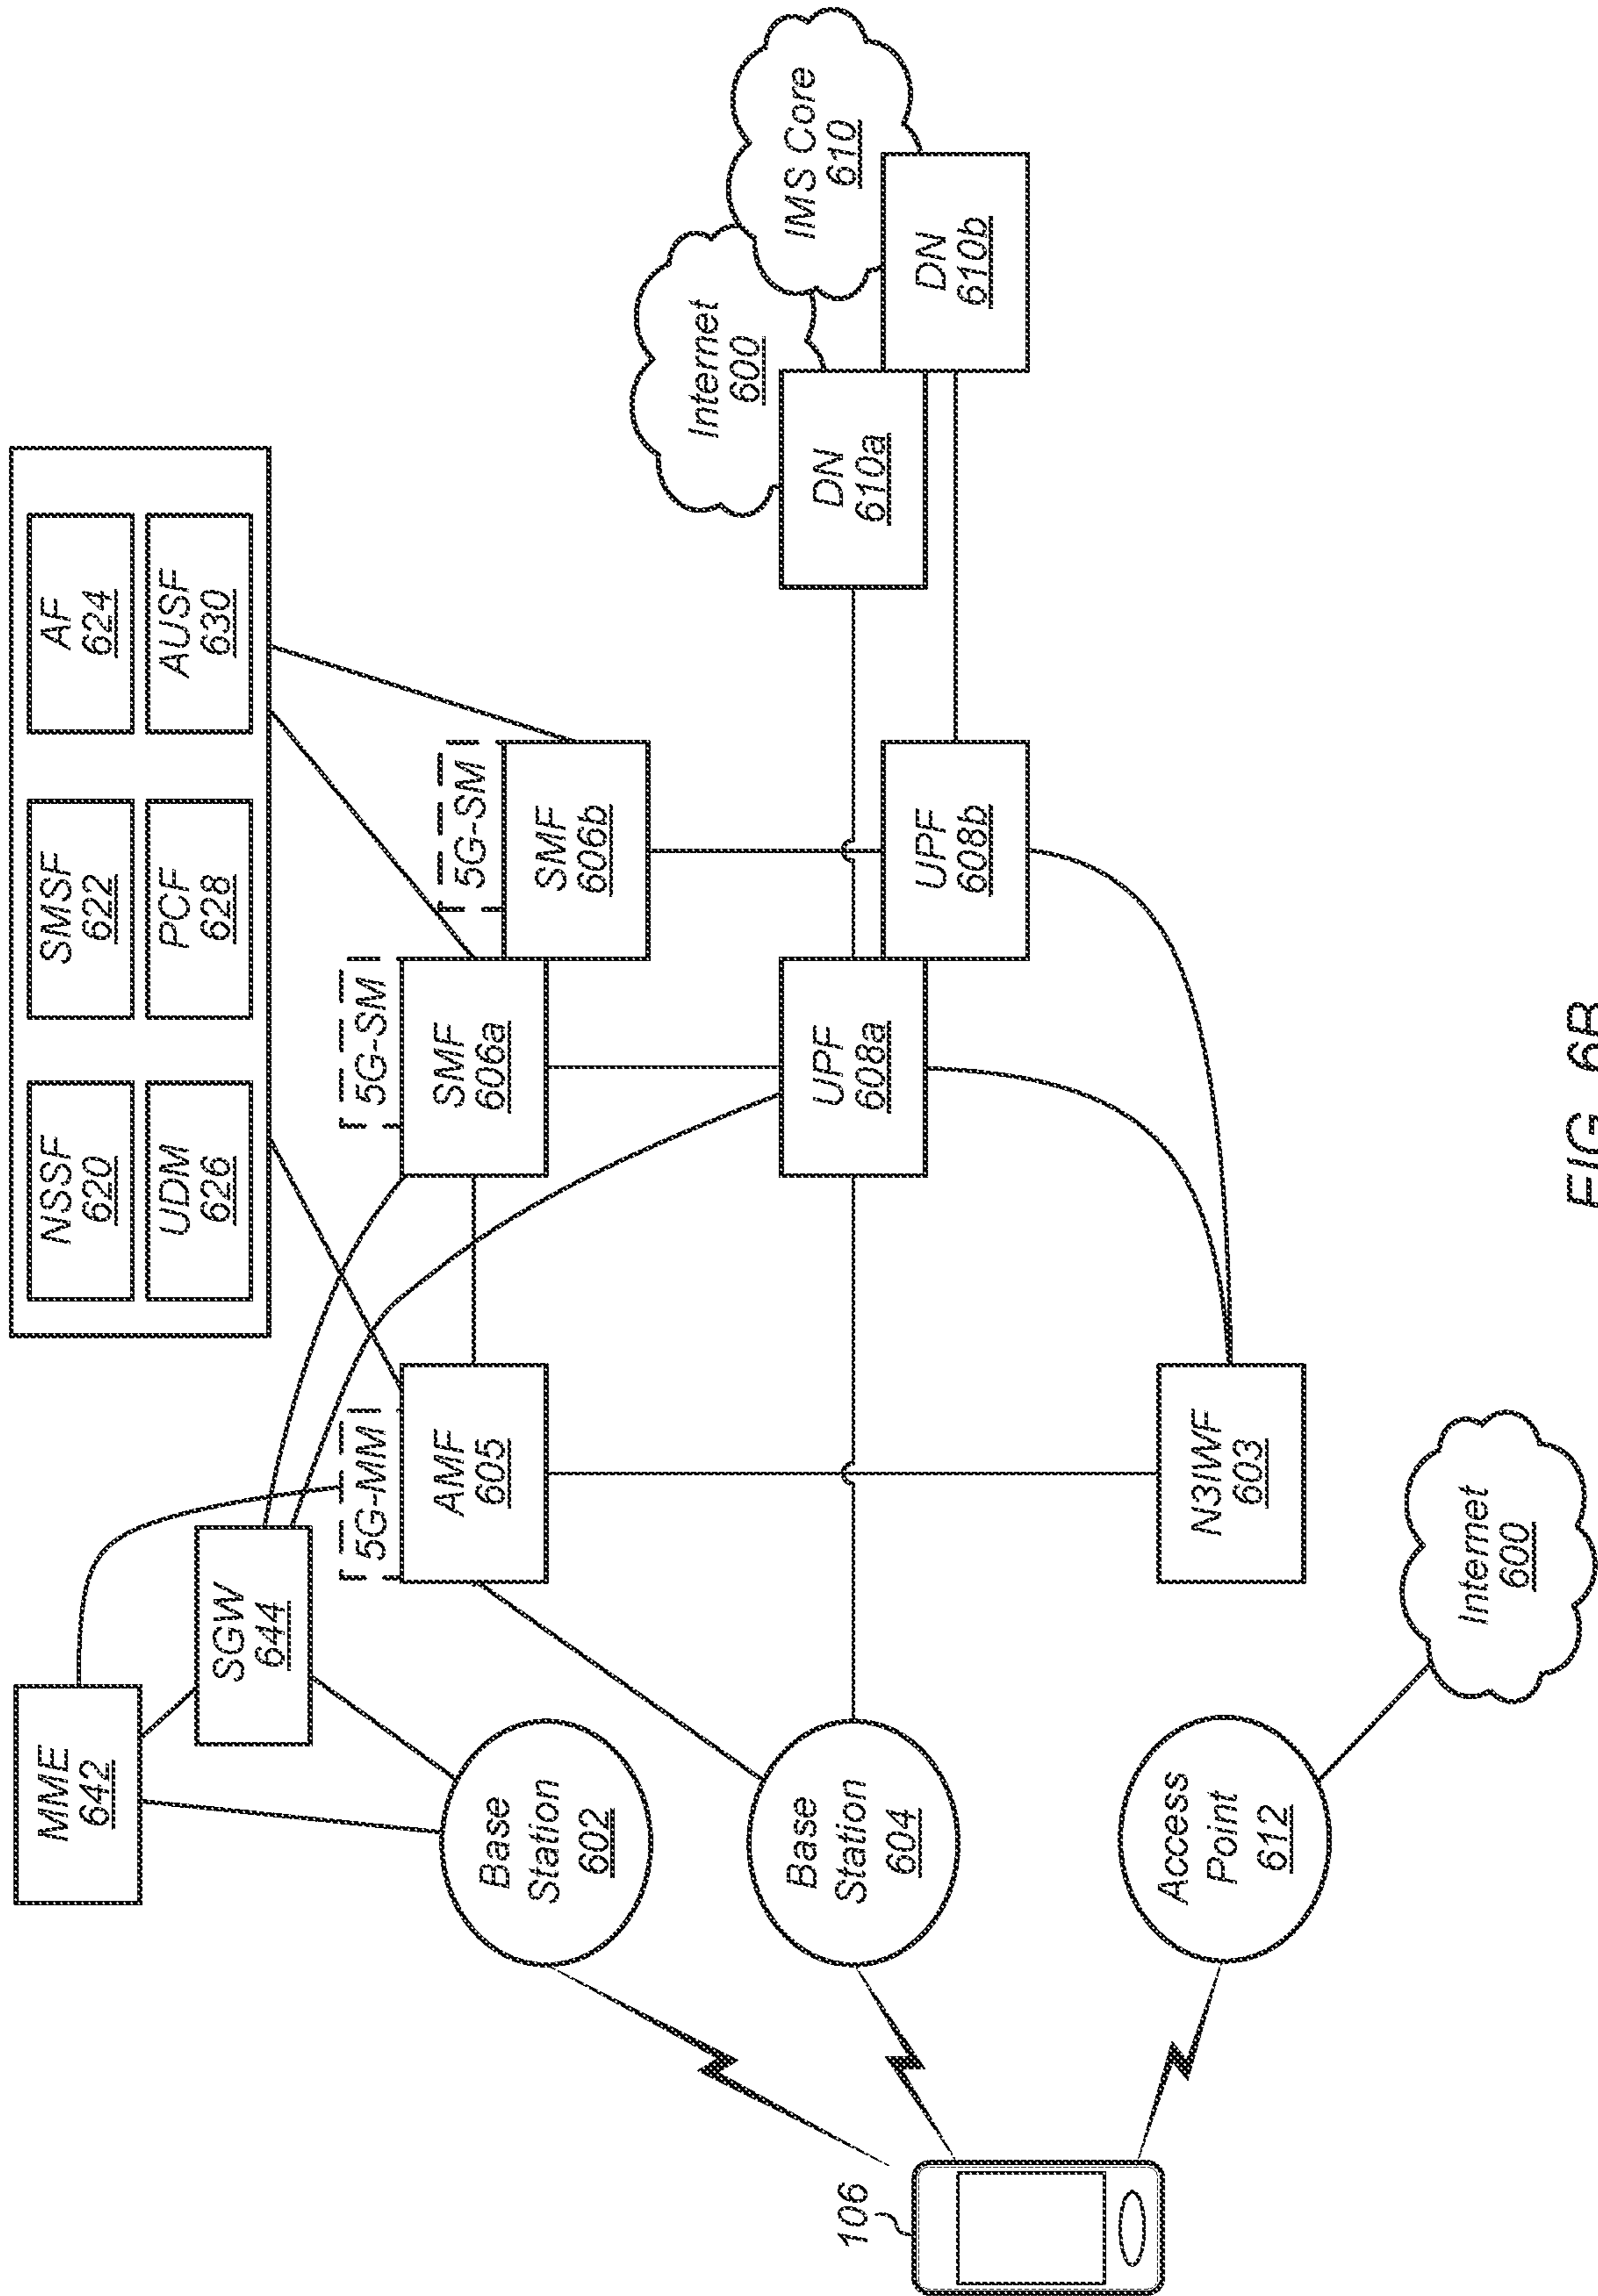 MME
642
SGW
644
NSSF
620
SMSF
622
AF
624
UDM
626
PCF
628
AUSF
630
5G-MM
AMF
605
5G-SM
SMF
606a
5G-SM
SMF
606b
Base
Station
602
Base
Station
604
UPF
608a
UPF
608b
Internet
600
IMS Core
610
DN
610a
DN
610b
106
Access
Point
612
N3IWF
603
Internet
600
FIG. 6B